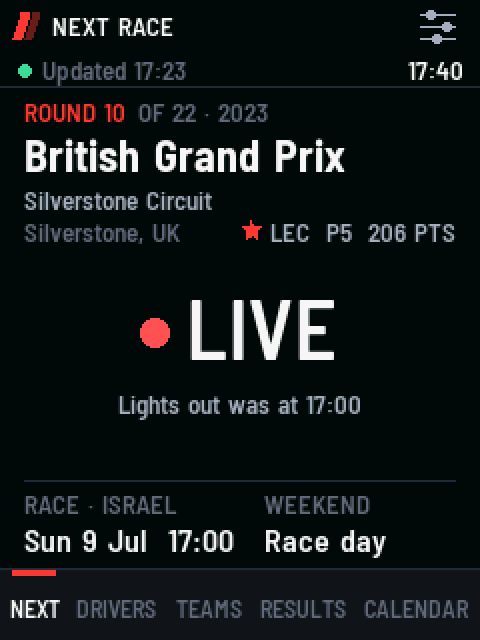 NEXT RACE
Updated 17:23 17:40
ROUND 10 OF 22 · 2023
British Grand Prix
Silverstone Circuit
Silverstone, UK LEC P5 206 PTS
LIVE
Lights out was at 17:00
RACE · ISRAEL WEEKEND
Sun 9 Jul 17:00 Race day
NEXT DRIVERS TEAMS RESULTS CALENDAR